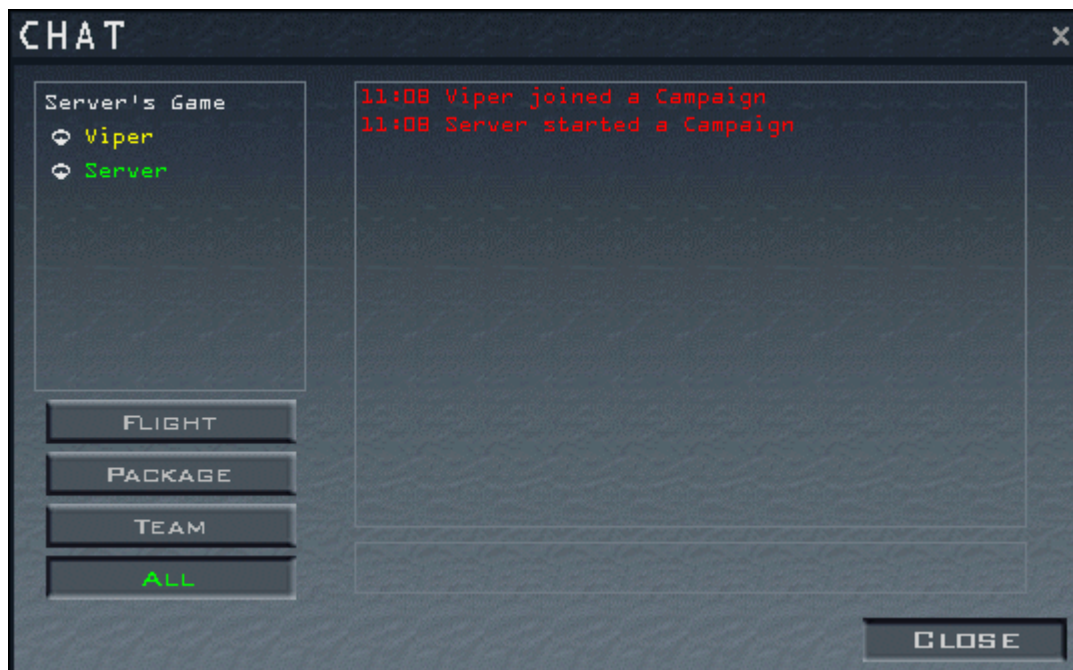 CHAT
x
Server's Game
Viper
Server
11:08 Viper joined a Campaign
11:08 Server started a Campaign
FLIGHT
PACKAGE
TEAM
ALL
CLOSE